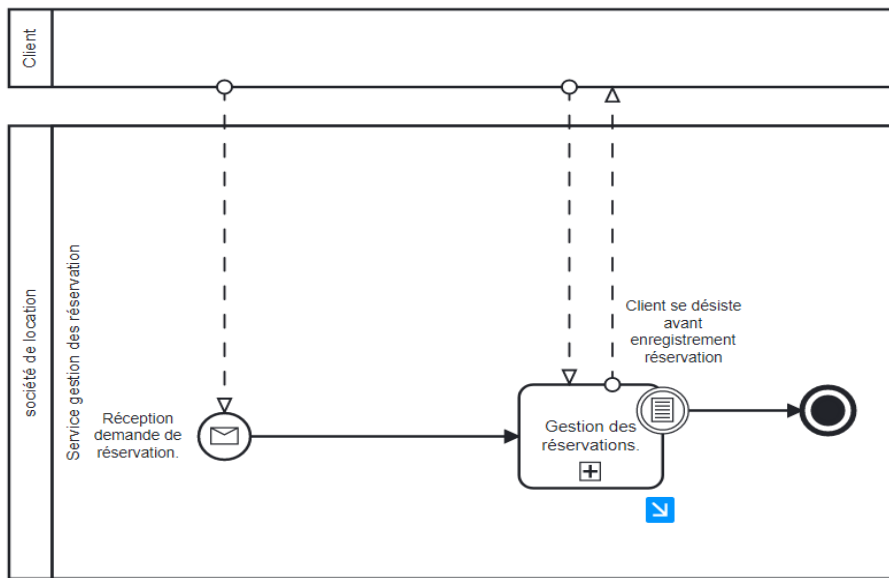 Client
société de location
Service gestion des réservation
Réception
demande de
réservation.
Client se désiste
avant
enregistrement
réservation
Gestion des
réservations.